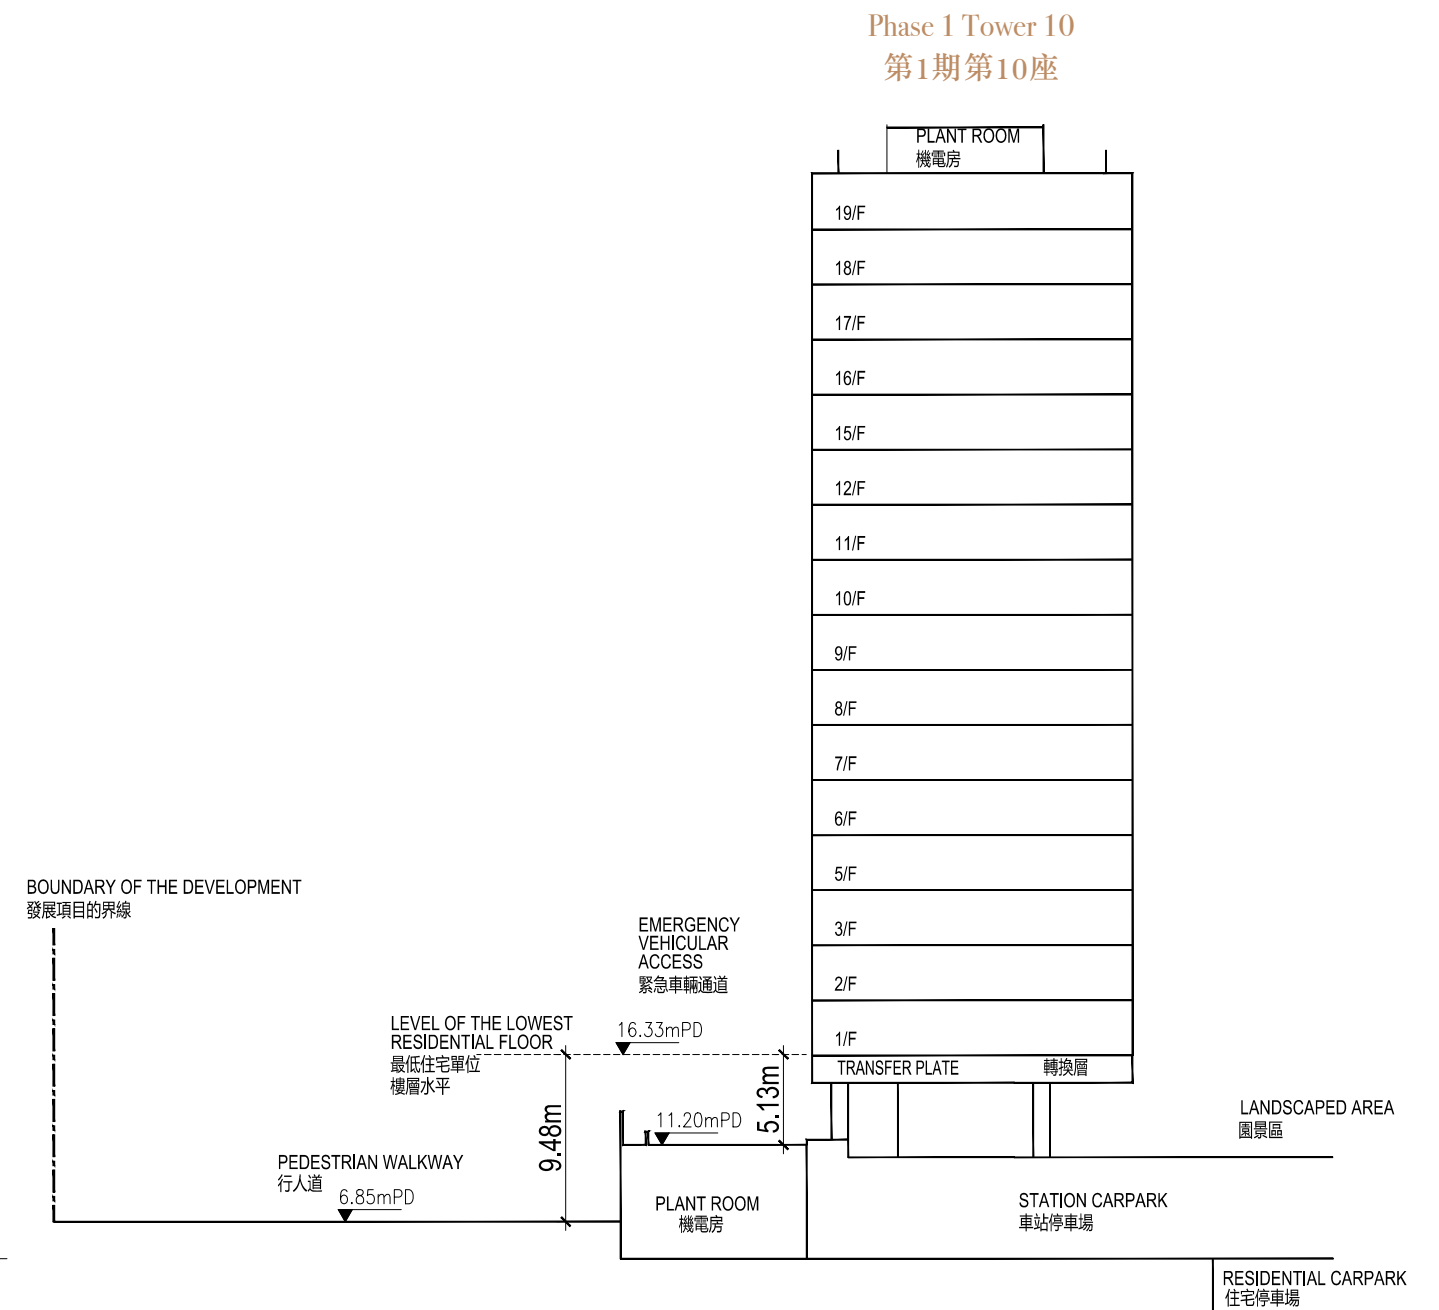 Phase 1 Tower 10
第1期第10座
PLANT ROOM
機電房
19/F
18/F
17/F
16/F
15/F
12/F
11/F
10/F
9/F
8/F
7/F
6/F
5/F
3/F
2/F
1/F
TRANSFER PLATE 轉換層
BOUNDARY OF THE DEVELOPMENT
發展項目的界線
EMERGENCY
VEHICULAR
ACCESS
緊急車輛通道
LEVEL OF THE LOWEST
RESIDENTIAL FLOOR
最低住宅單位
樓層水平
16.33mPD
9.48m
5.13m
11.20mPD
PEDESTRIAN WALKWAY
行人道
6.85mPD
PLANT ROOM
機電房
LANDSCAPED AREA
園景區
STATION CARPARK
車站停車場
RESIDENTIAL CARPARK
住宅停車場